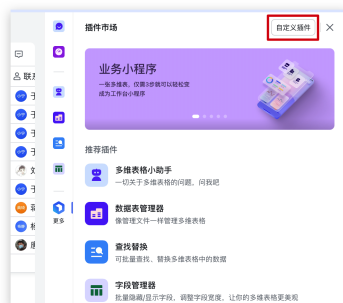 插件市场
自定义插件
业务小程序
一张多维表，仅需3步就可以轻松变
成为工作台小程序
推荐插件
多维表格小助手
一切关于多维表格的问题，问我吧
数据表管理器
像管理文件一样管理多维表格
查找替换
可批量查找、替换多维表格中的数据
字段管理器
批量隐藏/显示字段，调整字段宽度，让你的多维表格更美观
更多